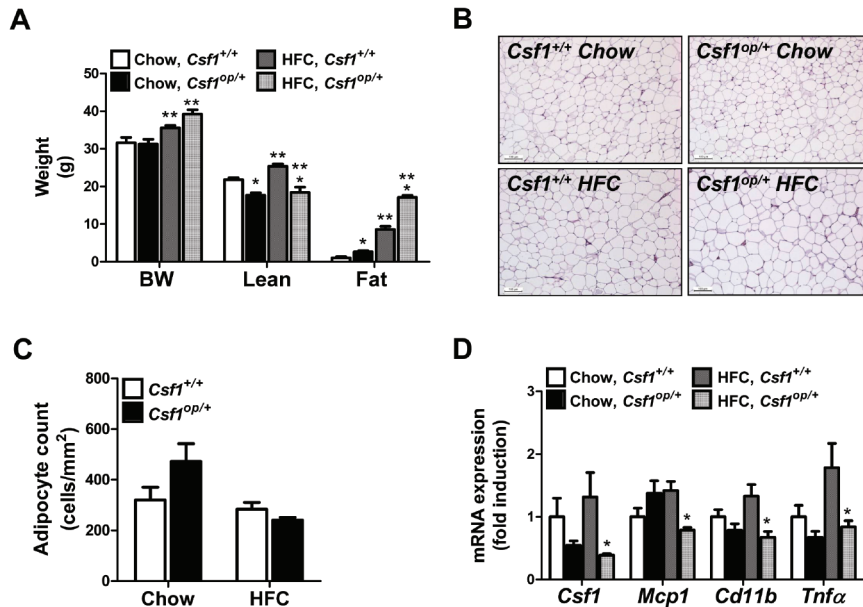 A
Chow, Csf1+/+
HFC, Csf1+/+
Chow, Csf1op/+
HFC, Csf1op/+
Weight
(g)
50
40
30
20
10
0
**
**
*
**
**
*
*
**
**
*
BW
Lean
Fat
B
Csf1+/+ Chow
Csf1op/+ Chow
Csf1+/+ HFC
Csf1op/+ HFC
C
Csf1+/+
Csf1op/+
Adipocyte count
(cells/mm2)
800
600
400
200
0
Chow
HFC
D
Chow, Csf1+/+
HFC, Csf1+/+
Chow, Csf1op/+
HFC, Csf1op/+
mRNA expression
(fold induction)
3
2
1
0
*
*
*
*
Csf1
Mcp1
Cd11b
Tnfα